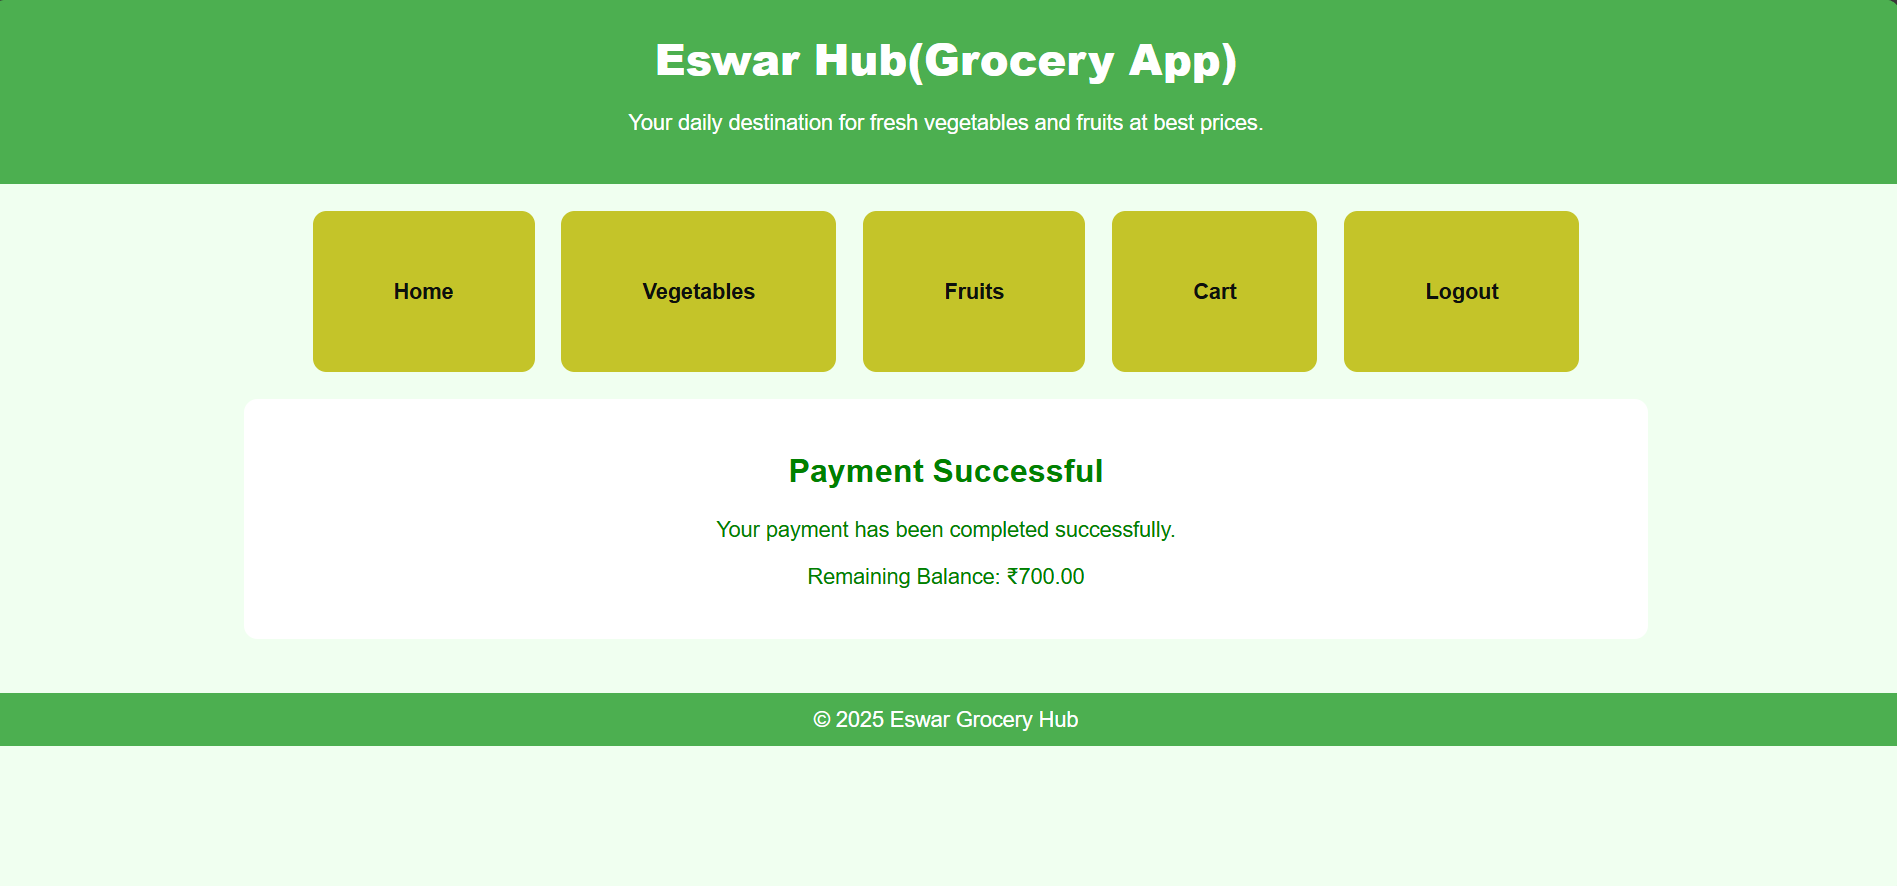 Eswar Hub(Grocery App)
Your daily destination for fresh vegetables and fruits at best prices.
Home
Vegetables
Fruits
Cart
Logout
Payment Successful
Your payment has been completed successfully.
Remaining Balance: ₹700.00
© 2025 Eswar Grocery Hub